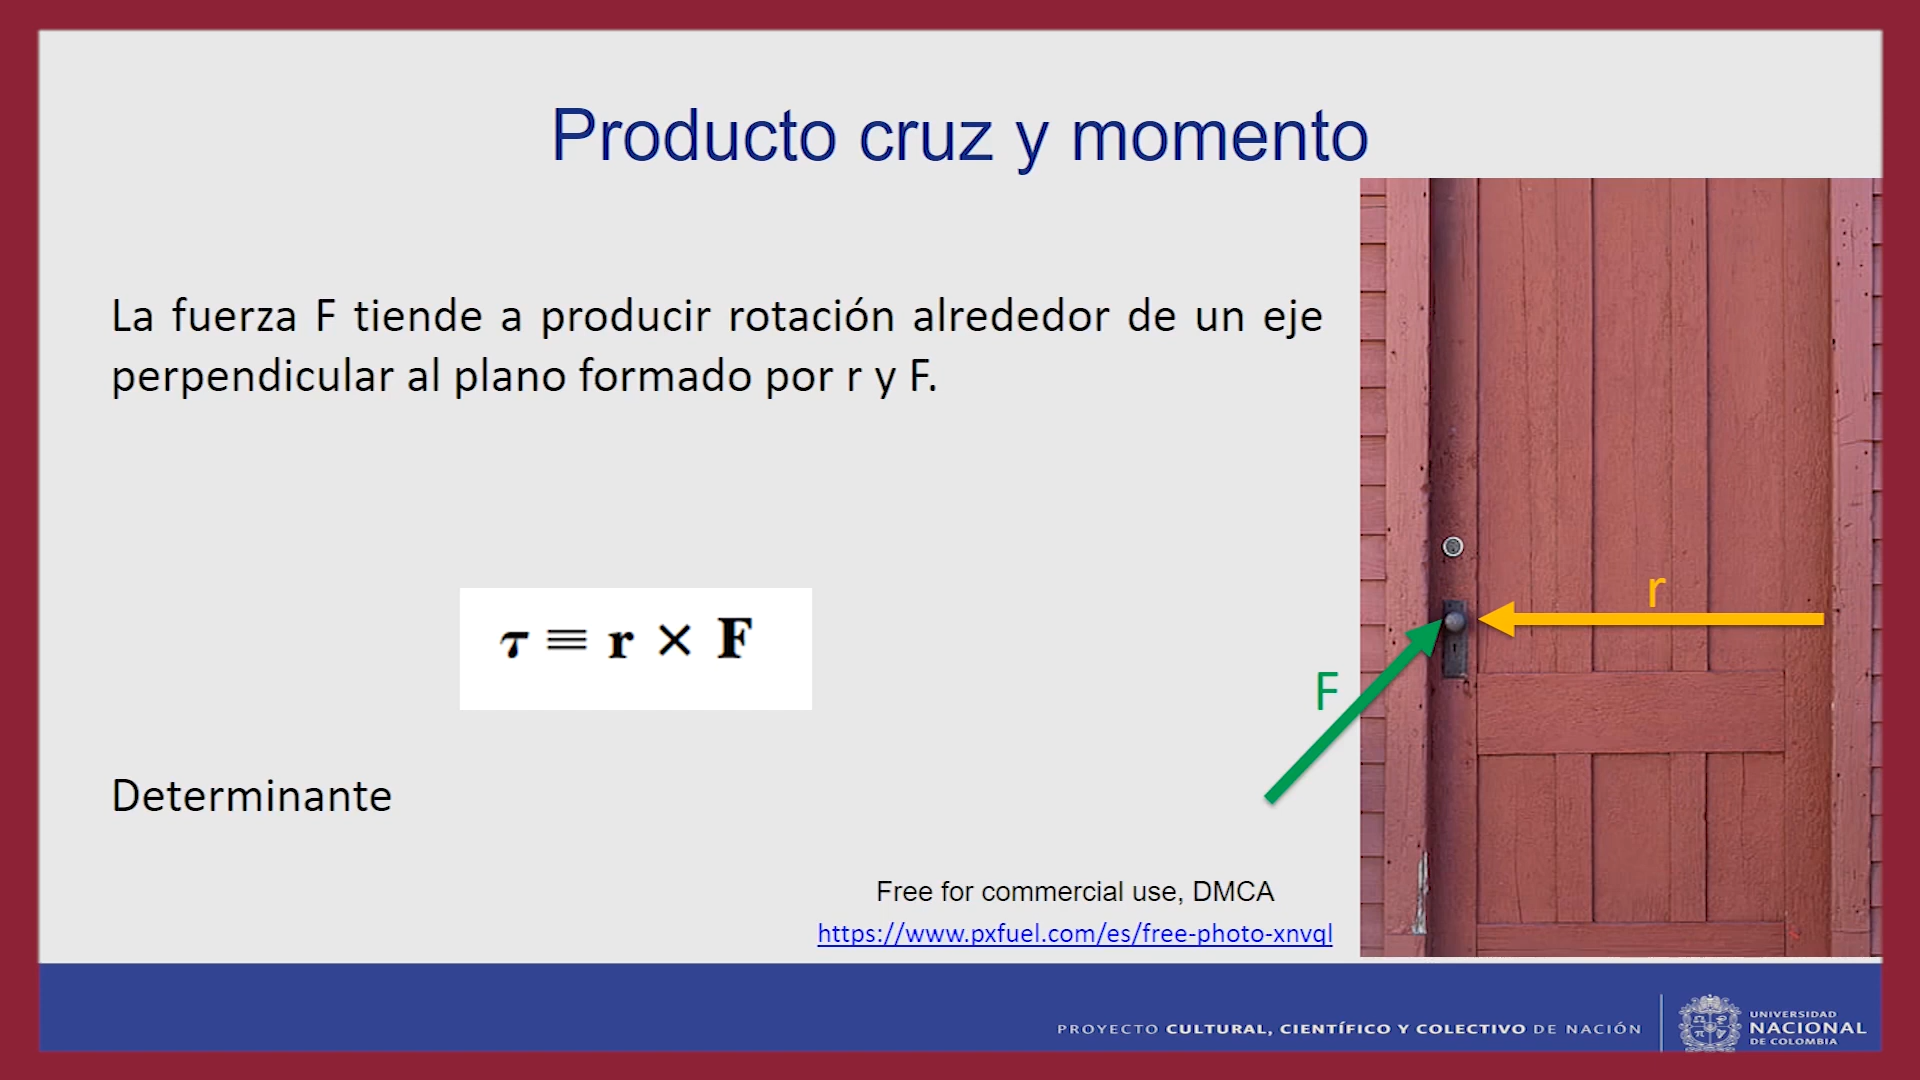 Producto cruz y momento
La fuerza F tiende a producir rotación alrededor de un eje
perpendicular al plano formado por r y F.
τ ≡ r × F
r
F
Determinante
Free for commercial use, DMCA
https://www.pxfuel.com/es/free-photo-xnvql
PROYECTO CULTURAL, CIENTÍFICO Y COLECTIVO DE NACIÓN
UNIVERSIDAD
NACIONAL
DE COLOMBIA